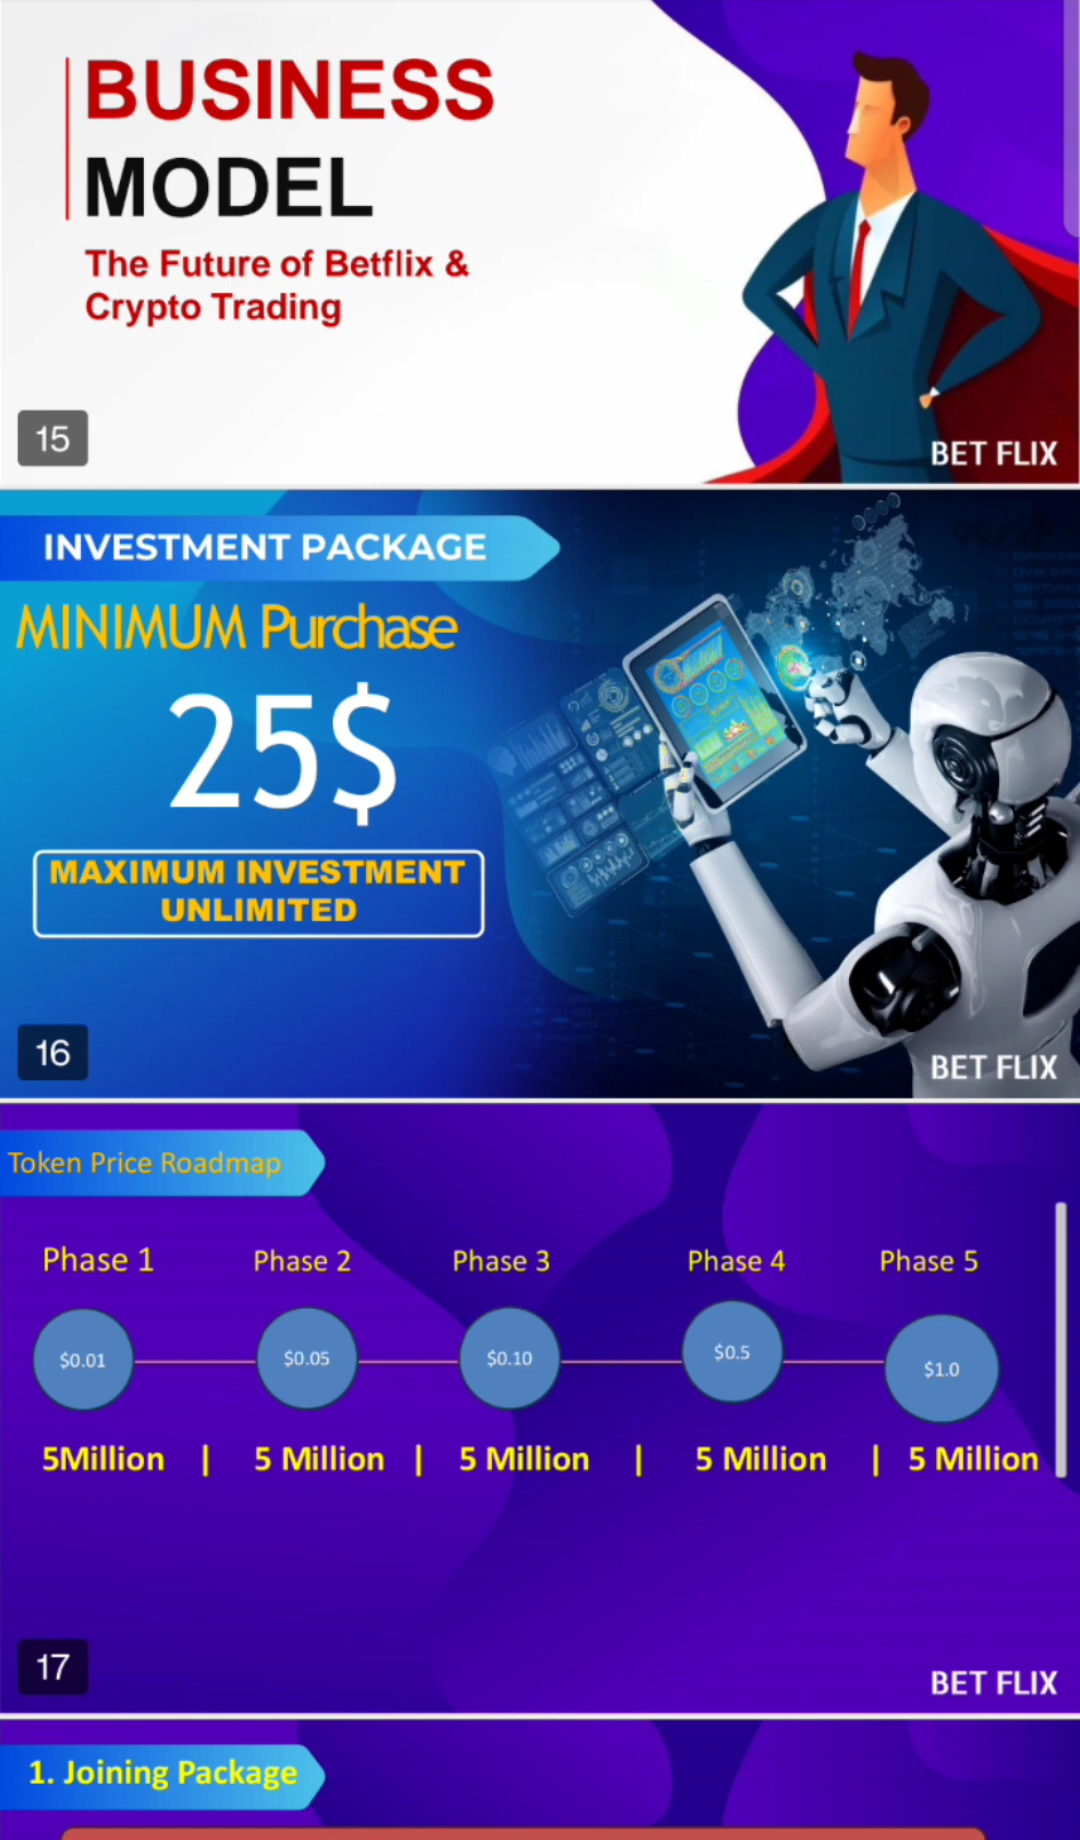 BUSINESS
MODEL
The Future of Betflix &
Crypto Trading
15
BET FLIX
INVESTMENT PACKAGE
MINIMUM Purchase
25$
MAXIMUM INVESTMENT
UNLIMITED
16
BET FLIX
Token Price Roadmap
Phase 1 Phase 2 Phase 3 Phase 4 Phase 5
$0.01 $0.05 $0.10 $0.5 $1.0
5Million | 5 Million | 5 Million | 5 Million | 5 Million
17
BET FLIX
1. Joining Package